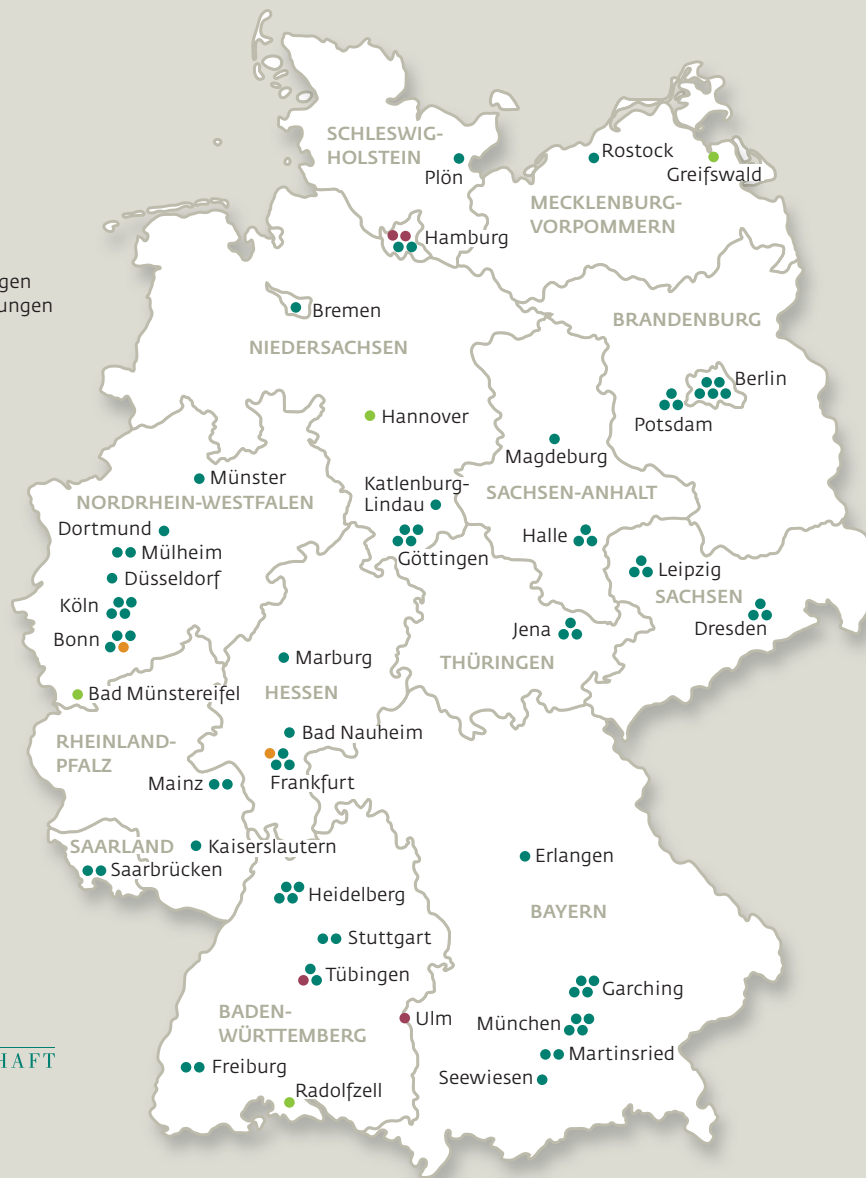 SCHLESWIG-
HOLSTEIN
Plön
Rostock
Greifswald
MECKLENBURG-
VORPOMMERN
Hamburg
gen
ungen
Bremen
NIEDERSACHSEN
BRANDENBURG
Berlin
Potsdam
Hannover
Magdeburg
Münster
NORDRHEIN-WESTFALEN
Katlenburg-
Lindau
SACHSEN-ANHALT
Dortmund
Mülheim
Göttingen
Halle
Düsseldorf
Leipzig
Köln
SACHSEN
Bonn
Jena
Dresden
Marburg
THÜRINGEN
Bad Münstereifel
HESSEN
Bad Nauheim
RHEINLAND-
PFALZ
Mainz
Frankfurt
SAARLAND
Kaiserslautern
Saarbrücken
Erlangen
Heidelberg
BAYERN
Stuttgart
Tübingen
Garching
BADEN-
WÜRTTEMBERG
Ulm
München
HAFT
Freiburg
Martinsried
Seewiesen
Radolfzell